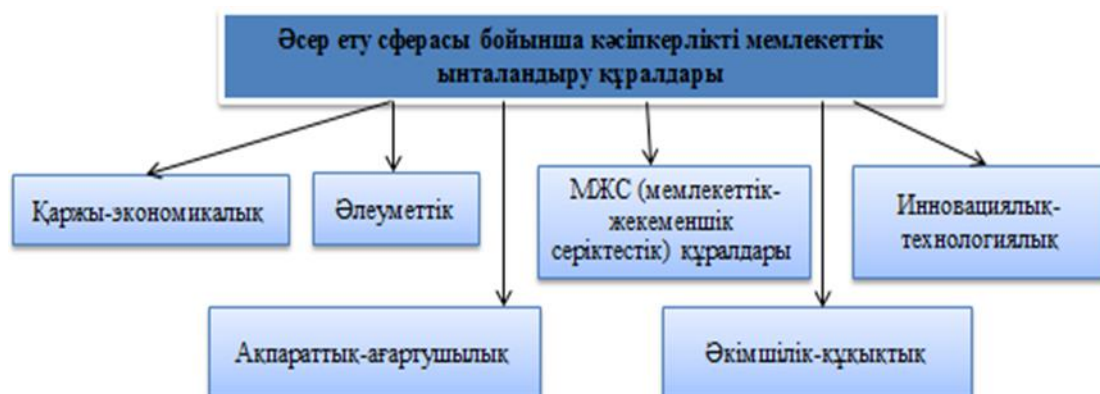 Әсер ету сферасы бойынша кәсіпкерлікті мемлекеттік
ынталандыру құралдары
Қаржы-экономикалық
Әлеуметтік
МЖС (мемлекеттік-
жекеменшік
серіктестік) құралдары
Инновациялық-
технологиялық
Ақпараттық-ағартушылық
Әкімшілік-құқықтық